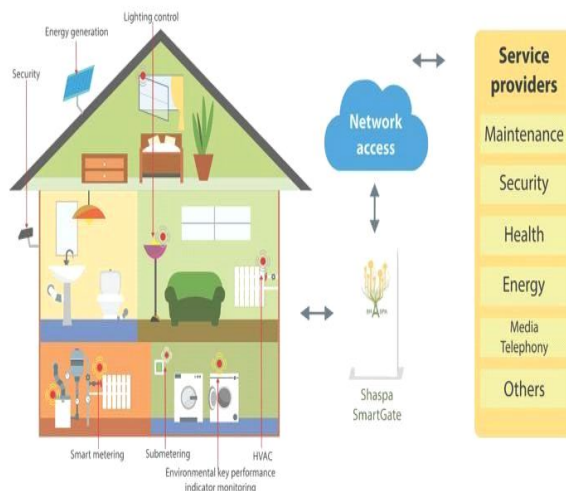 Lighting control
Energy generation
Security
Network
access
Service
providers
Maintenance
Security
Health
Energy
Media
Telephony
Others
Shaspa
SmartGate
Smart metering
Submetering
HVAC
Environmental key performance
indicator monitoring